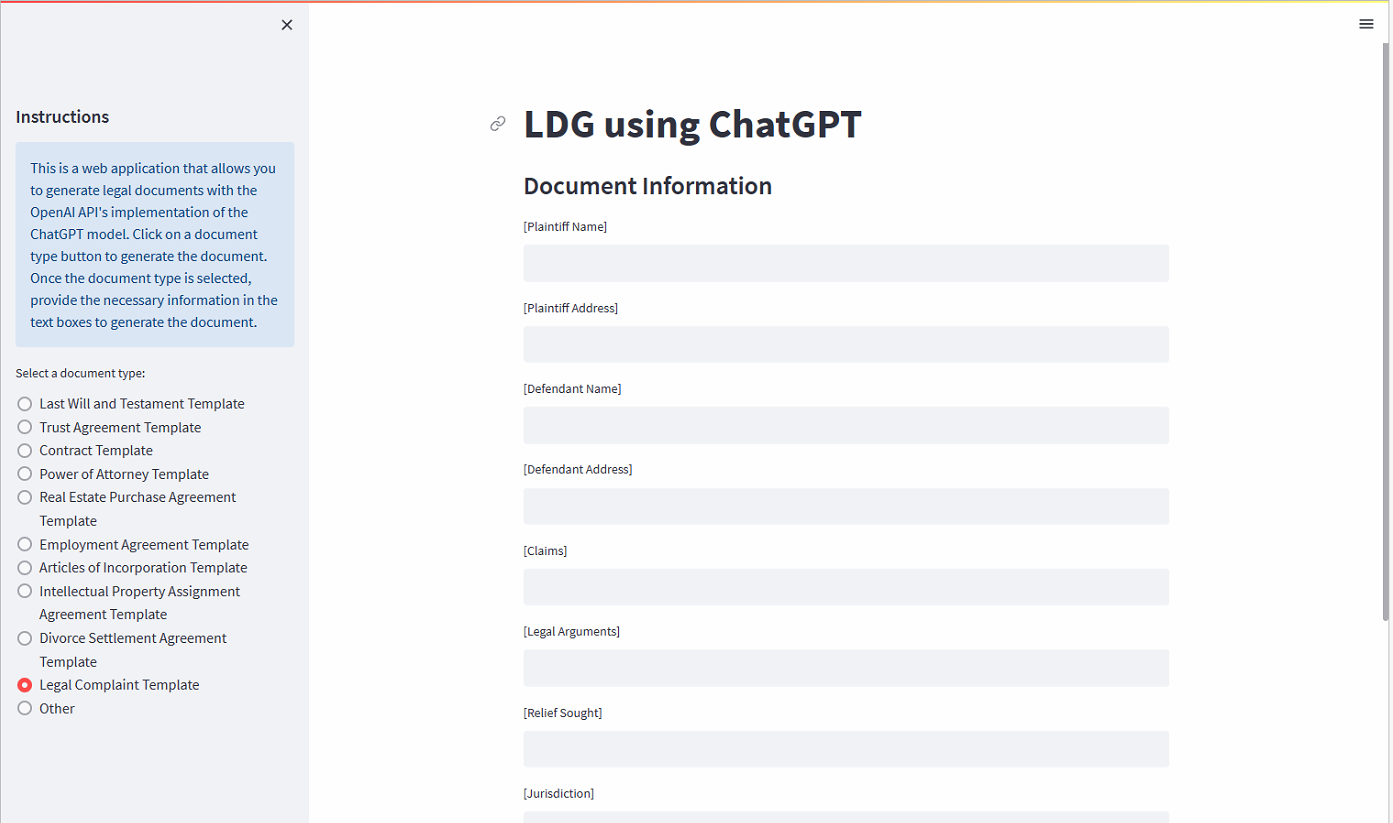 Instructions
This is a web application that allows you
to generate legal documents with the
OpenAI API's implementation of the
ChatGPT model. Click on a document
type button to generate the document.
Once the document type is selected,
provide the necessary information in the
text boxes to generate the document.
Select a document type:
Last Will and Testament Template
Trust Agreement Template
Contract Template
Power of Attorney Template
Real Estate Purchase Agreement
Template
Employment Agreement Template
Articles of Incorporation Template
Intellectual Property Assignment
Agreement Template
Divorce Settlement Agreement
Template
Legal Complaint Template
Other
LDG using ChatGPT
Document Information
[Plaintiff Name]
[Plaintiff Address]
[Defendant Name]
[Defendant Address]
[Claims]
[Legal Arguments]
[Relief Sought]
[Jurisdiction]